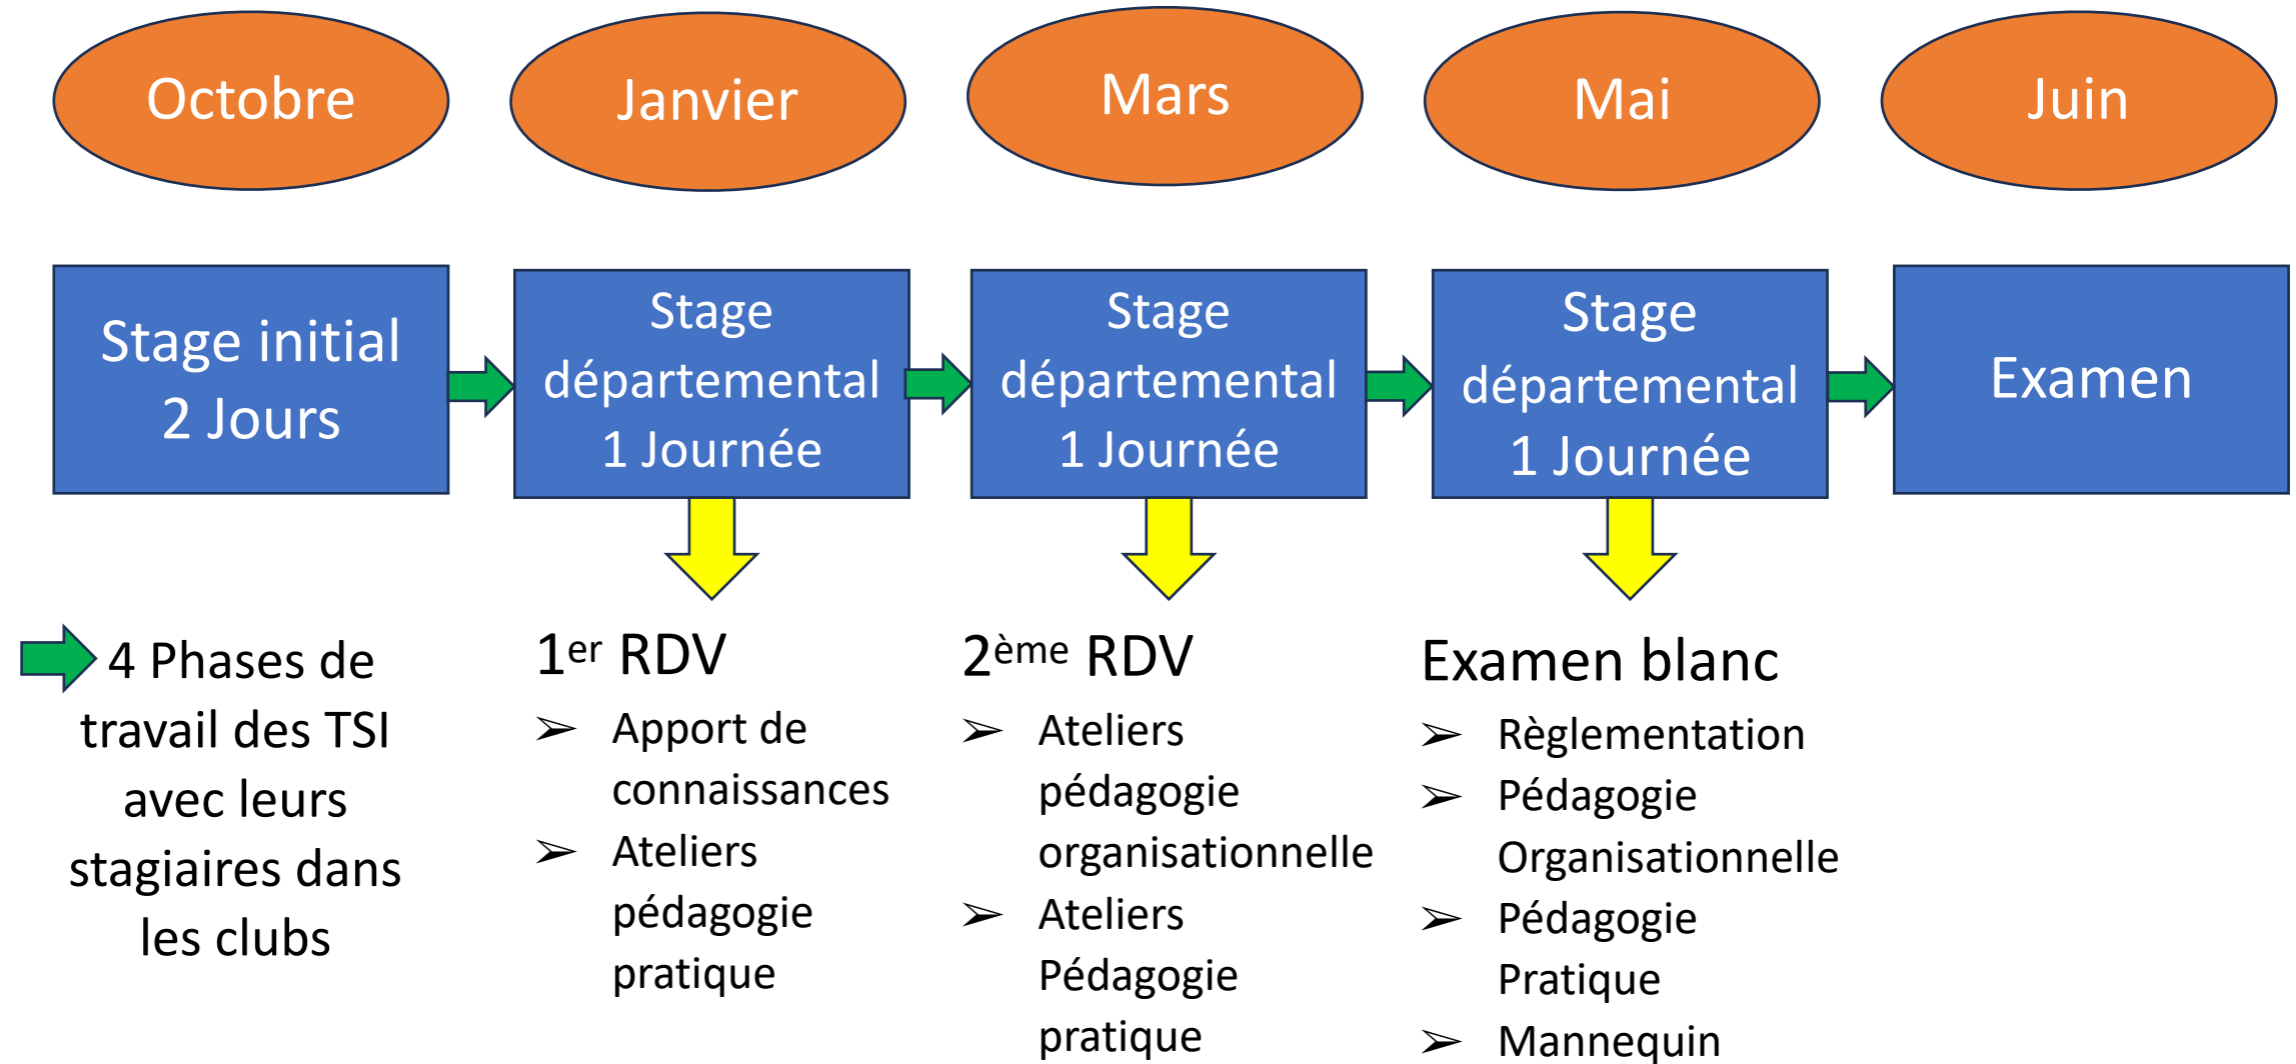 Octobre
Janvier
Mars
Mai
Juin
Stage initial
2 Jours
Stage
départemental
1 Journée
Stage
départemental
1 Journée
Stage
départemental
1 Journée
Examen
4 Phases de
travail des TSI
avec leurs
stagiaires dans
les clubs
1er RDV
➢ Apport de
connaissances
➢ Ateliers
pédagogie
pratique
2ème RDV
➢ Ateliers
pédagogie
organisationnelle
➢ Ateliers
Pédagogie
pratique
Examen blanc
➢ Règlementation
➢ Pédagogie
Organisationnelle
➢ Pédagogie
Pratique
➢ Mannequin